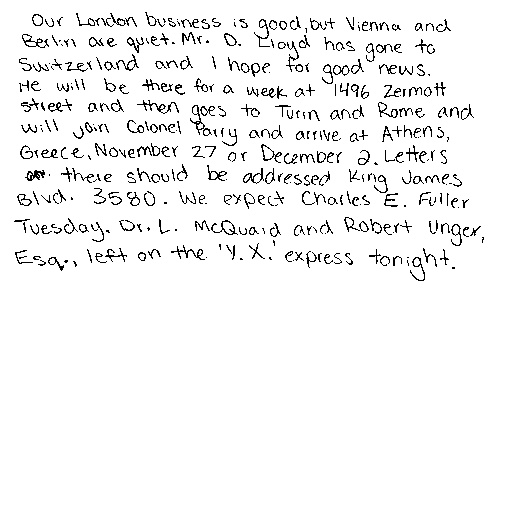 Our London business is good, but Vienna and
Berlin are quiet. Mr. D. Lloyd has gone to
Switzerland and I hope for good news.
He will be there for a week at 1496 Zermott
street and then goes to Turin and Rome and
will join Colonel Parry and arrive at Athens,
Greece, November 27 or December 2. Letters
there should be addressed King James
Blvd. 3580. We expect Charles E. Fuller
Tuesday. Dr. L. McQuaid and Robert Unger,
Esq., left on the 'Y.X.' express tonight.